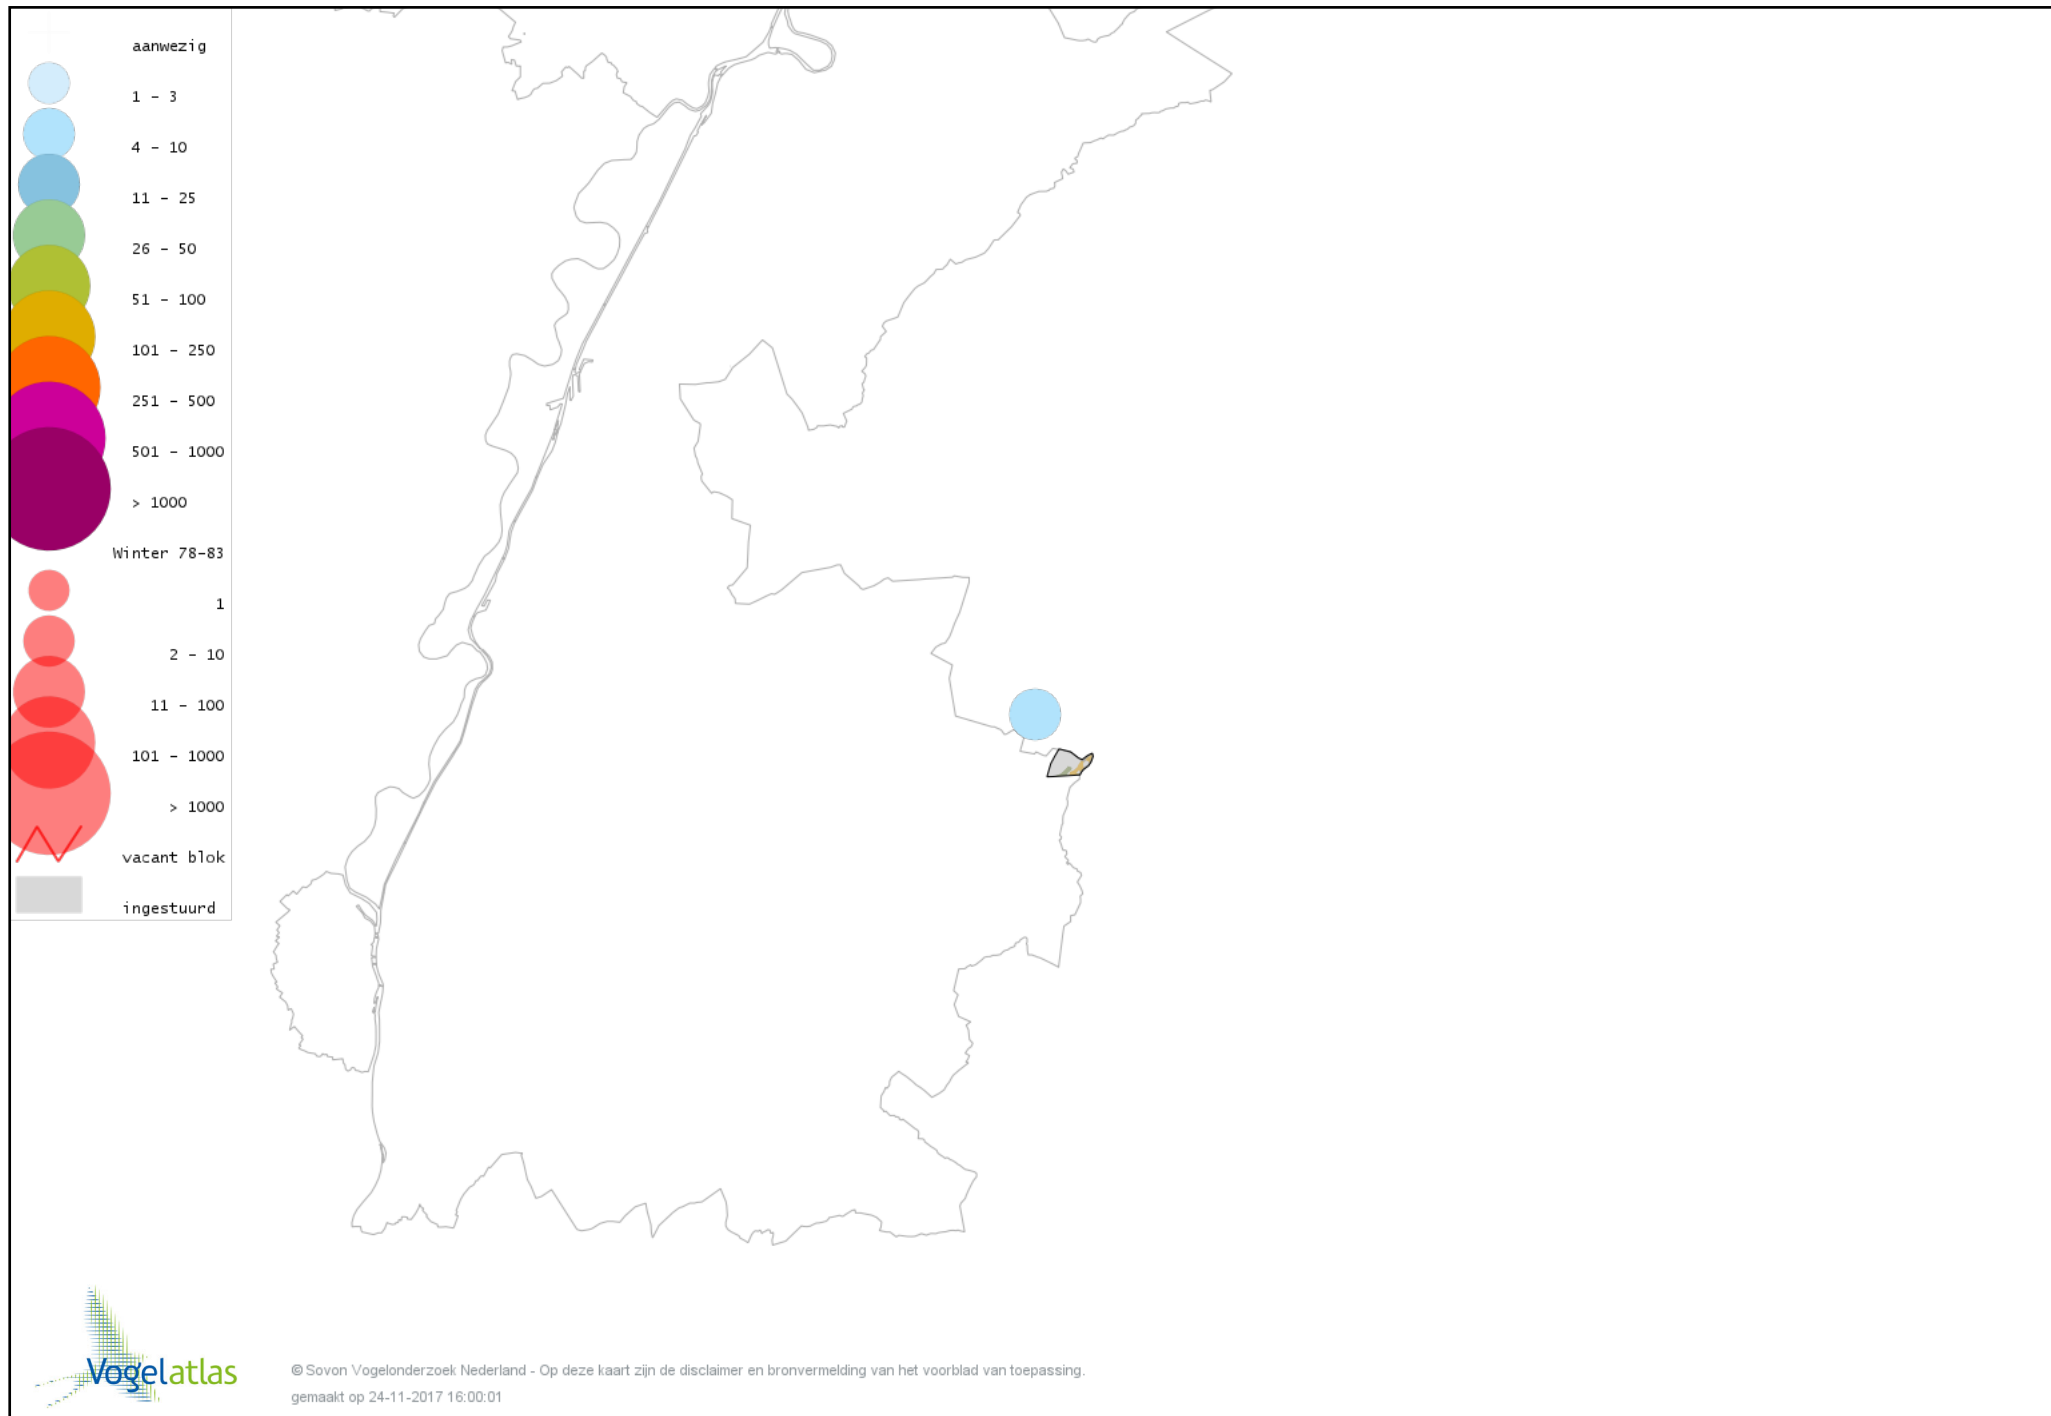 aanwezig
1 - 3
4 - 10
11 - 25
26 - 50
51 - 100
101 - 250
251 - 500
501 - 1000
> 1000
Winter 78-83
1
2 - 10
11 - 100
101 - 1000
> 1000
vacant blok
ingestuurd
Vogelatlas
© Sovon Vogelonderzoek Nederland - Op deze kaart zijn de disclaimer en bronvermelding van het voorblad van toepassing.
gemaakt op 24-11-2017 16:00:01